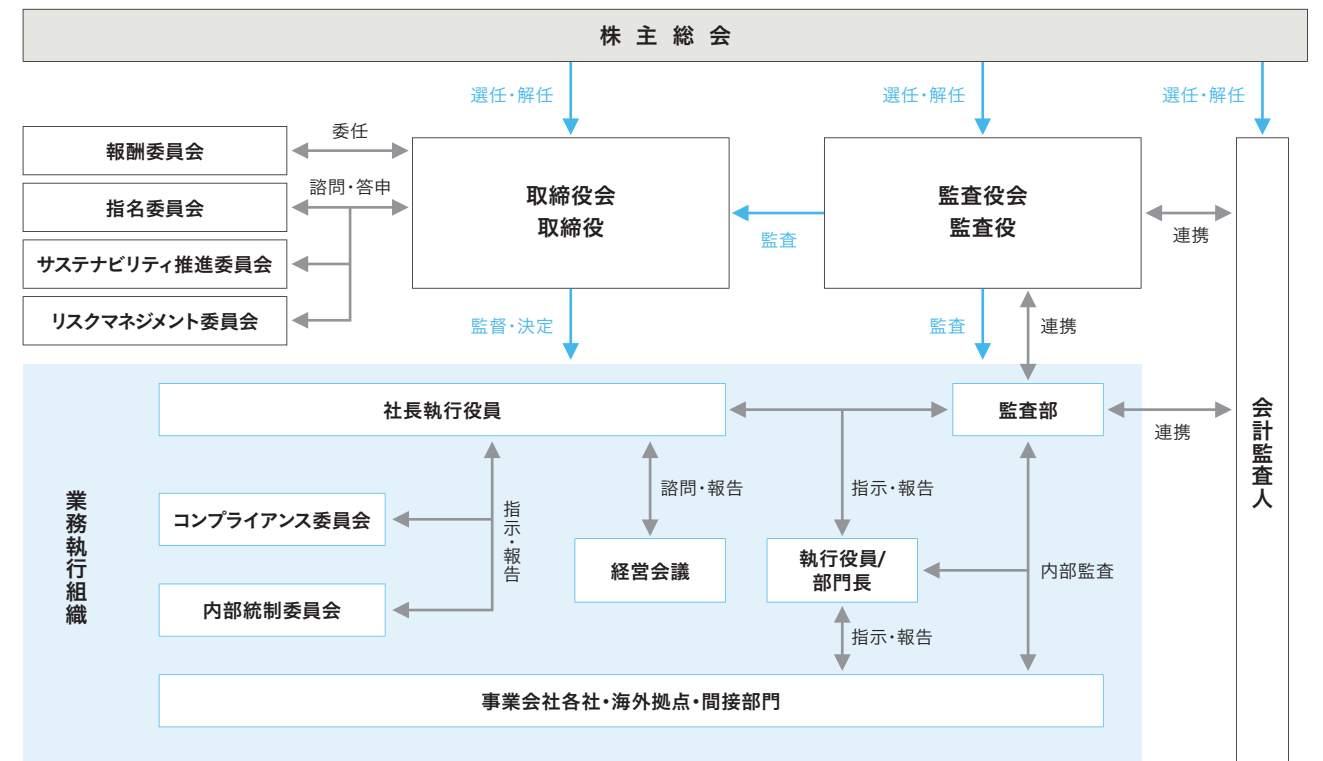 株主総会
選任・解任
選任・解任
選任・解任
報酬委員会
委任
指名委員会
諮問・答申
サステナビリティ推進委員会
リスクマネジメント委員会
取締役会
取締役
監査
監査役会
監査役
連携
監督・決定
監査
連携
社長執行役員
監査部
連携
会計監査人
業務執行組織
コンプライアンス委員会
内部統制委員会
指示・報告
諮問・報告
経営会議
指示・報告
執行役員/
部門長
内部監査
指示・報告
事業会社各社・海外拠点・間接部門